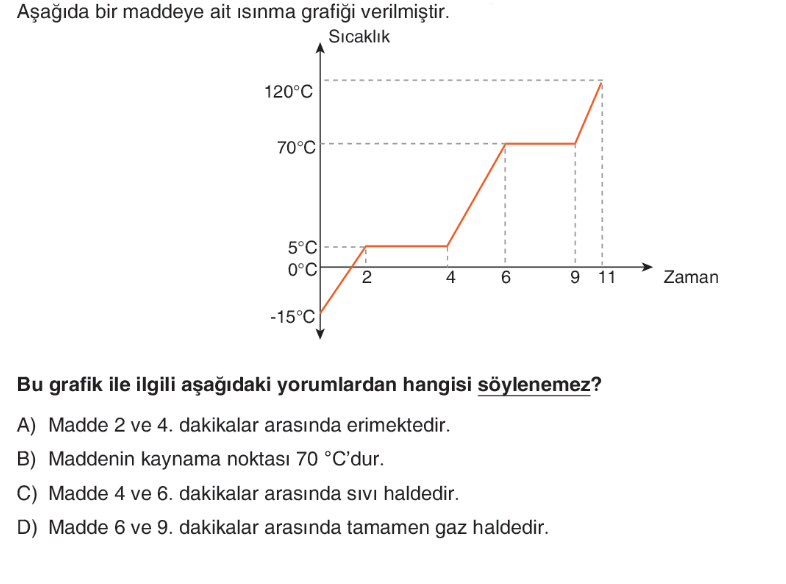 Aşağıda bir maddeye ait ısınma grafiği verilmiştir.
Sıcaklık
120°C
70°C
5°C
0°C
-15°C
2
4
6
9
11
Zaman
Bu grafik ile ilgili aşağıdaki yorumlardan hangisi söylenemez?
A) Madde 2 ve 4. dakikalar arasında erimektedir.
B) Maddenin kaynama noktası 70 °C'dur.
C) Madde 4 ve 6. dakikalar arasında sıvı haldedir.
D) Madde 6 ve 9. dakikalar arasında tamamen gaz haldedir.